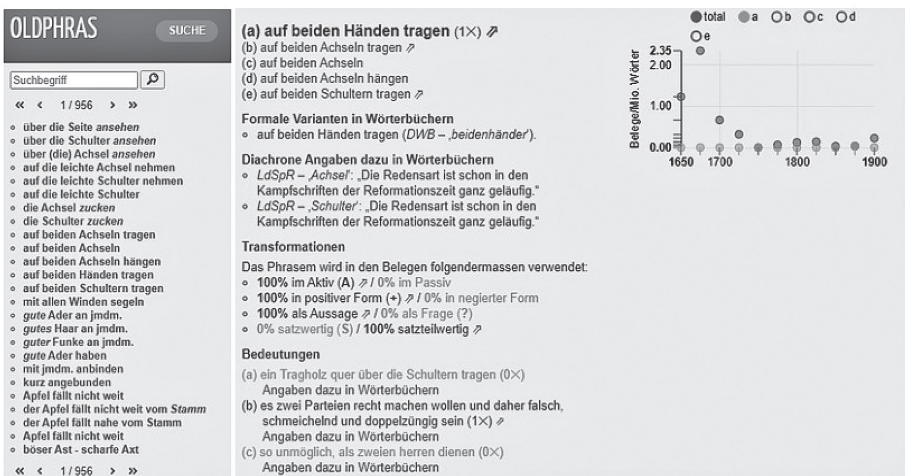 OLDPHRAS
SUCHE
Suchbegriff
« ‹ 1 / 956 › »
über die Seite ansehen
über die Schulter ansehen
über (die) Achsel ansehen
auf die leichte Achsel nehmen
auf die leichte Schulter nehmen
auf die leichte Schulter
die Achsel zucken
die Schulter zucken
auf beiden Achseln tragen
auf beiden Achseln
auf beiden Achseln hängen
auf beiden Händen tragen
auf beiden Schultern tragen
mit allen Winden segeln
gute Ader an jmdm.
gutes Haar an jmdm.
guter Funke an jmdm.
gute Ader haben
mit jmdm. anbinden
kurz angebunden
Apfel fällt nicht weit
der Apfel fällt nicht weit vom Stamm
der Apfel fällt nahe vom Stamm
Apfel fällt nicht weit
böser Ast - scharfe Axt
« ‹ 1 / 956 › »
(a) auf beiden Händen tragen (1×) ⇗
(b) auf beiden Achseln tragen ⇗
(c) auf beiden Achseln
(d) auf beiden Achseln hängen
(e) auf beiden Schultern tragen ⇗
Formale Varianten in Wörterbüchern
auf beiden Händen tragen (DWB – ‚beidenhänder‘).
Diachrone Angaben dazu in Wörterbüchern
LdSpR – ‚Achsel‘: „Die Redensart ist schon in den
Kampfschriften der Reformationszeit ganz geläufig.“
LdSpR – ‚Schulter‘: „Die Redensart ist schon in den
Kampfschriften der Reformationszeit ganz geläufig.“
Transformationen
Das Phrasem wird in den Belegen folgendermassen verwendet:
100% im Aktiv (A) ⇗ / 0% im Passiv
100% in positiver Form (+) ⇗ / 0% in negierter Form
100% als Aussage ⇗ / 0% als Frage (?)
0% satzwertig (S) / 100% satzteilwertig ⇗
Bedeutungen
(a) ein Tragholz quer über die Schultern tragen (0×)
Angaben dazu in Wörterbüchern
(b) es zwei Parteien recht machen wollen und daher falsch,
schmeichelnd und doppelzüngig sein (1×) ⇗
Angaben dazu in Wörterbüchern
(c) so unmöglich, als zweien herren dienen (0×)
Angaben dazu in Wörterbüchern
total a b c d
e
Belege/Mio. Wörter
2.35
2.00
1.00
0.00
1650 1700 1800 1900